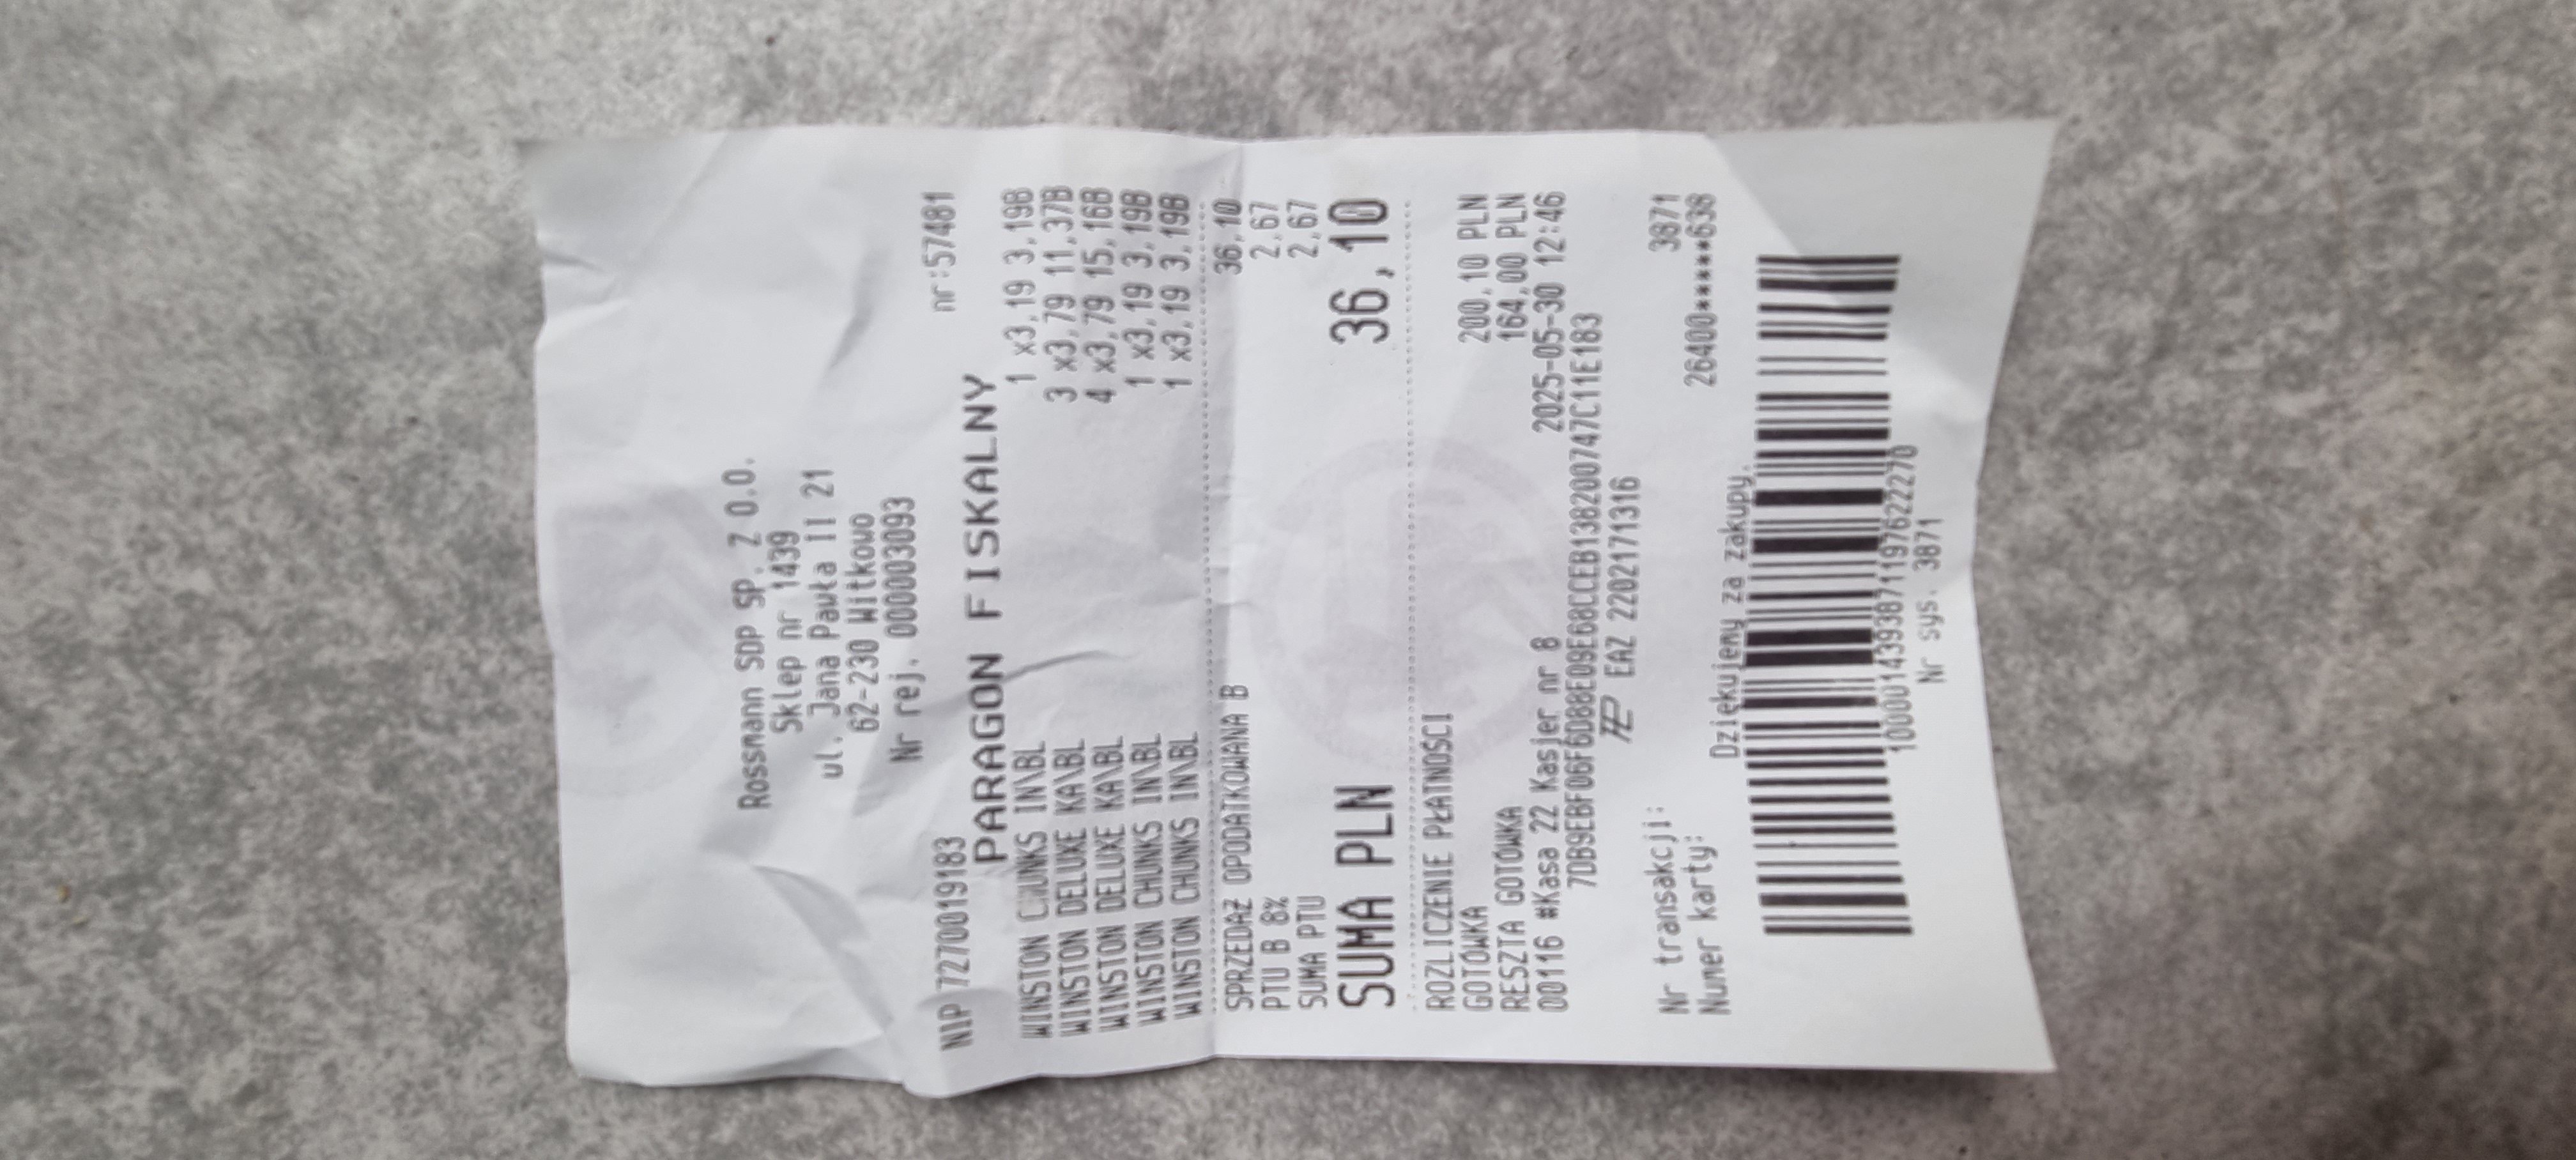 Rossmann SDP SP. Z O.O.
Sklep nr 1439
ul. Jana Pawła II 21
62-230 Witkowo
Nr rej. 000003093
NIP 7270019183 nr:57481
PARAGON FISKALNY
WINSTON CHUNKS IN\BL 1 x3,19 3,19B
WINSTON DELUXE KA\BL 3 x3,79 11,37B
WINSTON DELUXE KA\BL 4 x3,79 15,16B
WINSTON CHUNKS IN\BL 1 x3,19 3,19B
WINSTON CHUNKS IN\BL 1 x3,19 3,19B
SPRZEDAŻ OPODATKOWANA B 36,10
PTU B 8% 2,67
SUMA PTU 2,67
SUMA PLN 36,10
ROZLICZENIE PŁATNOŚCI
GOTÓWKA 200,10 PLN
RESZTA GOTÓWKA 164,00 PLN
00116 #Kasa 22 Kasjer nr 8 2025-05-30 12:46
7DB9EBF06F6D88E09E68CCEB138200747C11E183
EAZ 2202171316
Nr transakcji: 3871
Numer karty: 26400******638
Dziękujemy za zakupy.
1000014393871197622270
Nr sys. 3871